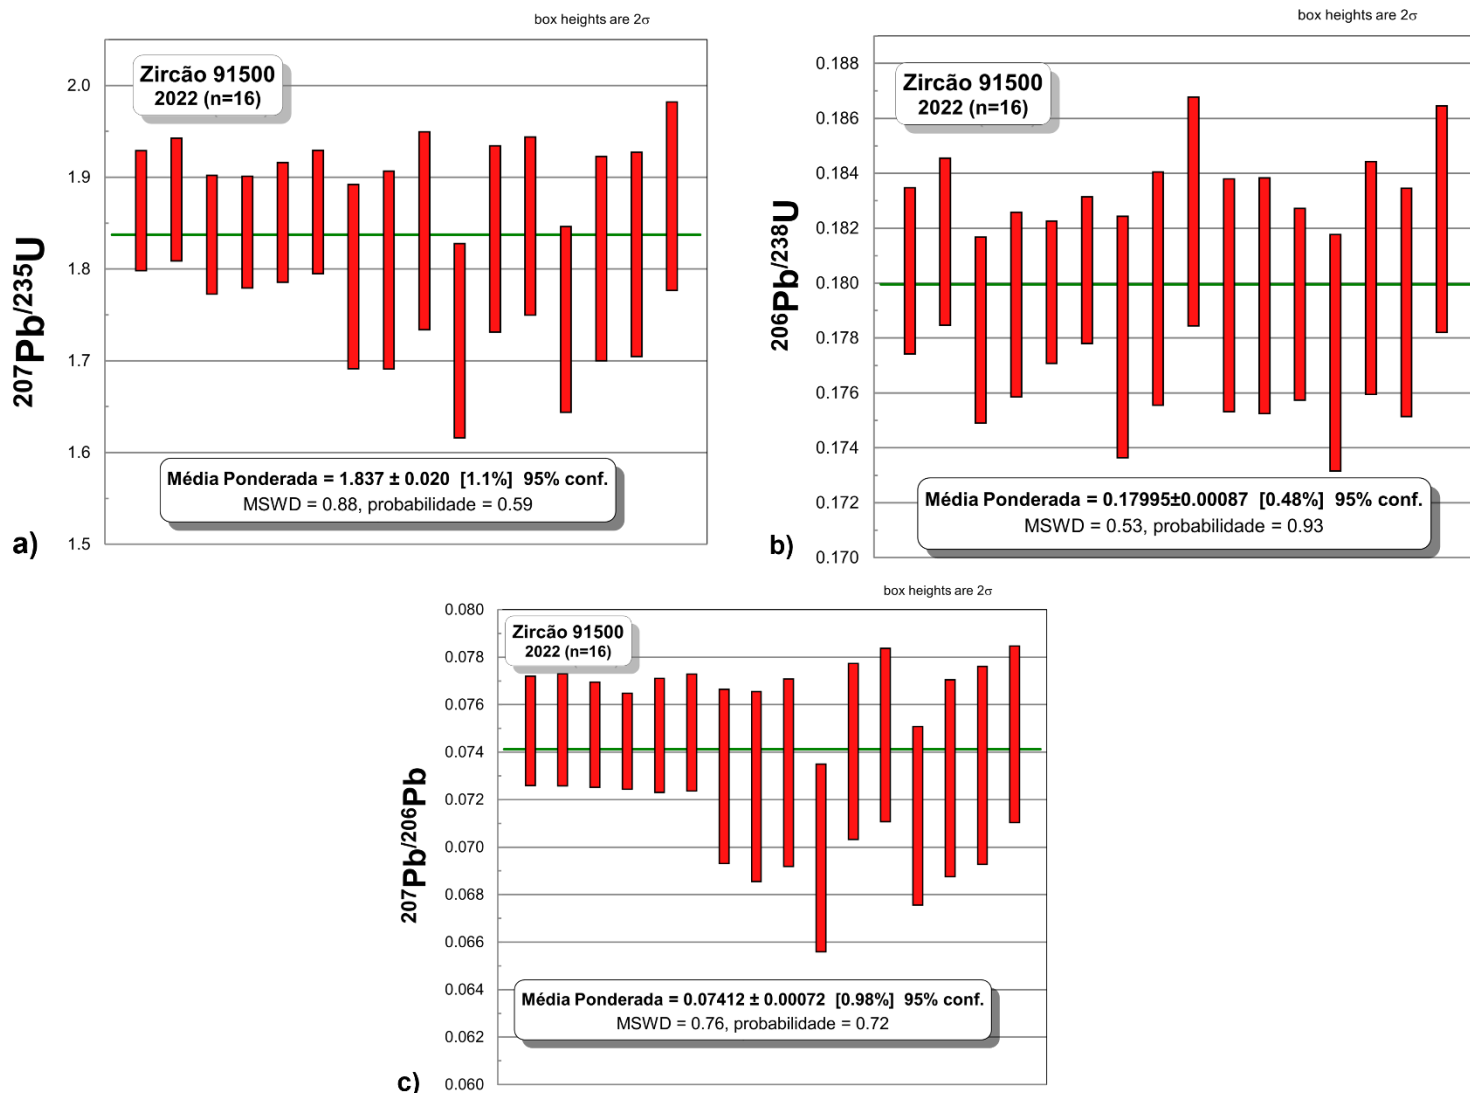 box heights are 2σ
Zircão 91500
2022 (n=16)
2.0
1.9
1.8
1.7
1.6
1.5
207Pb/235U
Média Ponderada = 1.837 ± 0.020 [1.1%] 95% conf.
MSWD = 0.88, probabilidade = 0.59
a)
box heights are 2σ
Zircão 91500
2022 (n=16)
0.188
0.186
0.184
0.182
0.180
0.178
0.176
0.174
0.172
0.170
206Pb/238U
Média Ponderada = 0.17995±0.00087 [0.48%] 95% conf.
MSWD = 0.53, probabilidade = 0.93
b)
box heights are 2σ
Zircão 91500
2022 (n=16)
0.080
0.078
0.076
0.074
0.072
0.070
0.068
0.066
0.064
0.062
0.060
207Pb/206Pb
Média Ponderada = 0.07412 ± 0.00072 [0.98%] 95% conf.
MSWD = 0.76, probabilidade = 0.72
c)